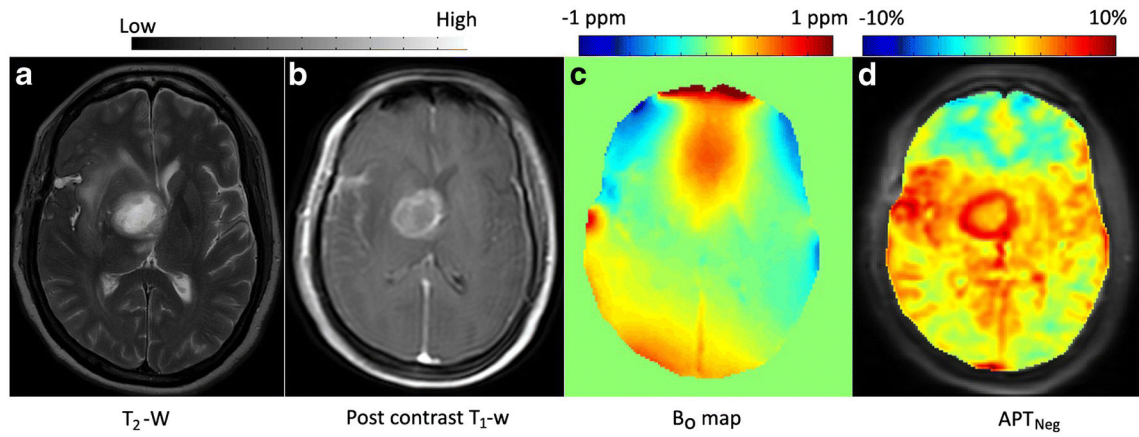 Low High -1 ppm 1 ppm -10% 10%
a b c d
T2-W Post contrast T1-w BO map APTNeg